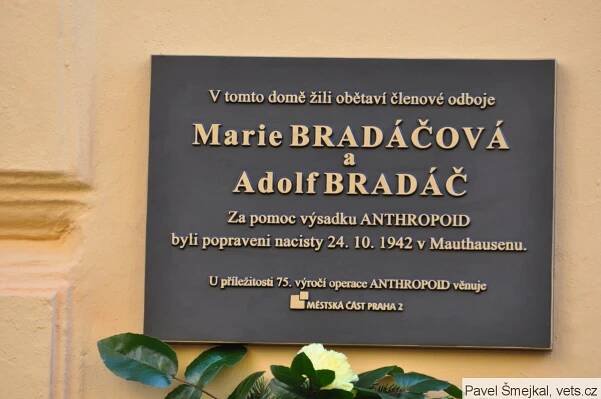 V tomto domě žili obětaví členové odboje
Marie BRADÁČOVÁ
a
Adolf BRADÁČ
Za pomoc výsadku ANTHROPOID
byli popraveni nacisty 24. 10. 1942 v Mauthausenu.
U příležitosti 75. výročí operace ANTHROPOID věnuje
MĚSTSKÁ ČÁST PRAHA 2
Pavel Šmejkal, vets.cz